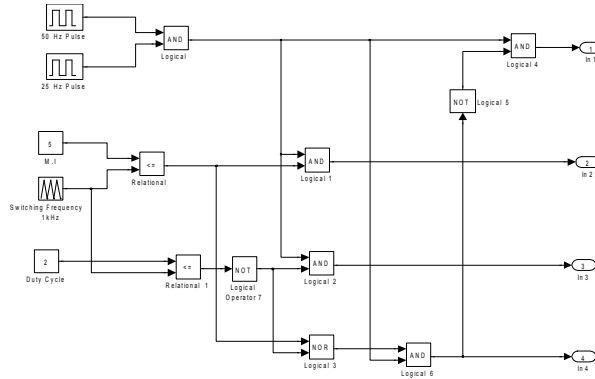 50 Hz Pulse
AND
Logical
25 Hz Pulse
AND
Logical 4
1
In 1
NOT
Logical 5
5
M.I
<=
Relational
AND
Logical 1
2
In 2
Switching Frequency
1kHz
2
Duty Cycle
<=
Relational 1
NOT
Logical
Operator 7
AND
Logical 2
3
In 3
NOR
Logical 3
AND
Logical 6
4
In 4